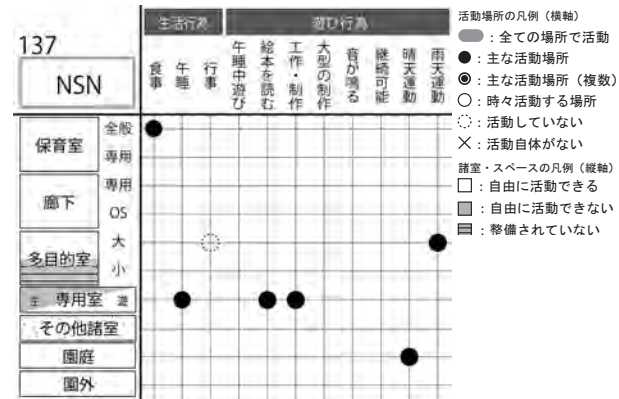 137
NSN
生活行為
遊び行為
食事
午睡
行事
午睡中遊び
絵本を読む
工作・制作
大型の制作
音が鳴る
継続可能
晴天運動
雨天運動
保育室
全般
専用
廊下
専用
OS
多目的室
大
小
主 専用室 遊
その他諸室
園庭
園外
活動場所の凡例（横軸）
：全ての場所で活動
：主な活動場所
：主な活動場所（複数）
：時々活動する場所
：活動していない
：活動自体がない
諸室・スペースの凡例（縦軸）
：自由に活動できる
：自由に活動できない
：整備されていない